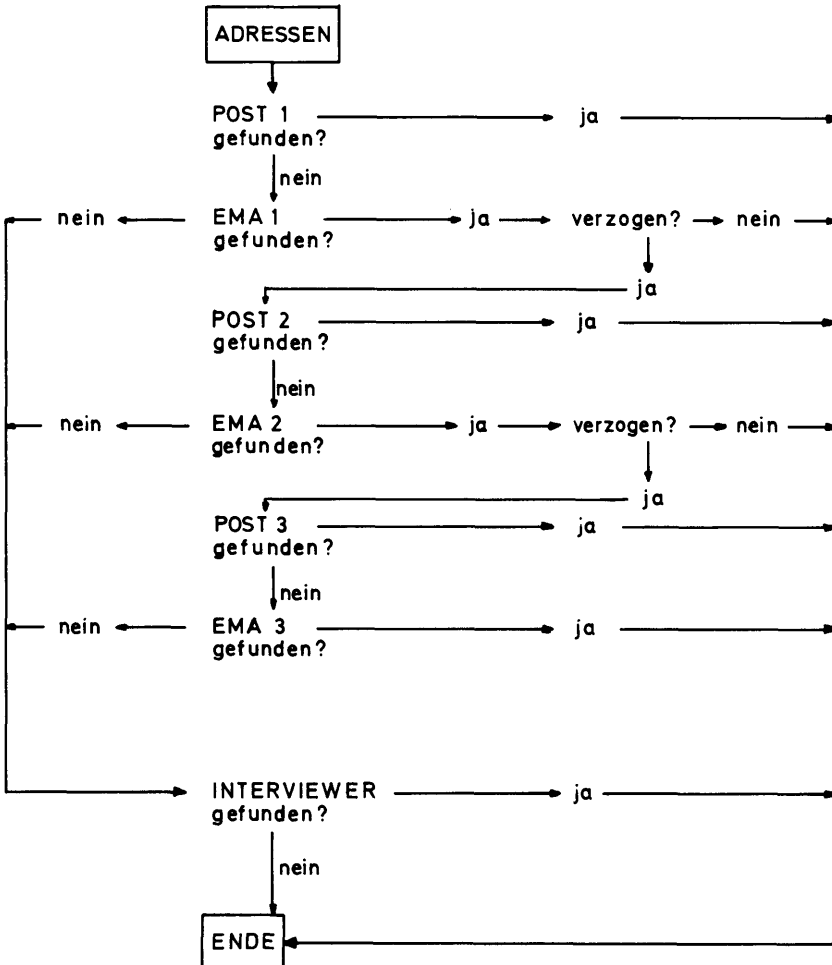 ADRESSEN
POST 1 ja
gefunden?
nein
nein EMA 1 ja verzogen? nein
gefunden?
ja
POST 2 ja
gefunden?
nein
nein EMA 2 ja verzogen? nein
gefunden?
ja
POST 3 ja
gefunden?
nein
nein EMA 3 ja
gefunden?
INTERVIEWER ja
gefunden?
nein
ENDE